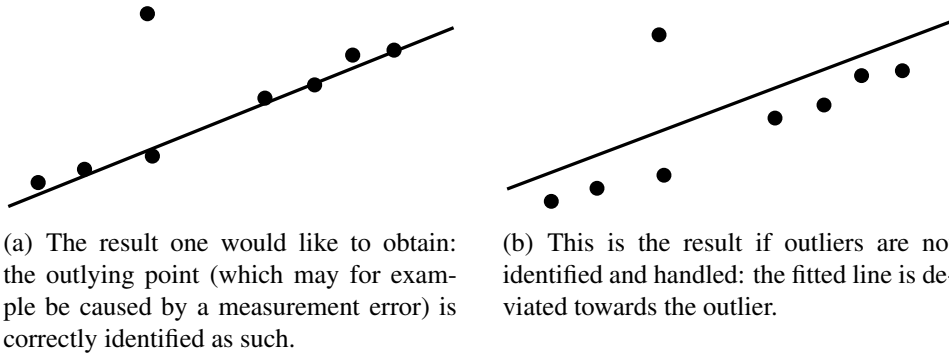 (a) The result one would like to obtain:
the outlying point (which may for exam-
ple be caused by a measurement error) is
correctly identified as such.
(b) This is the result if outliers are no
identified and handled: the fitted line is de-
viated towards the outlier.